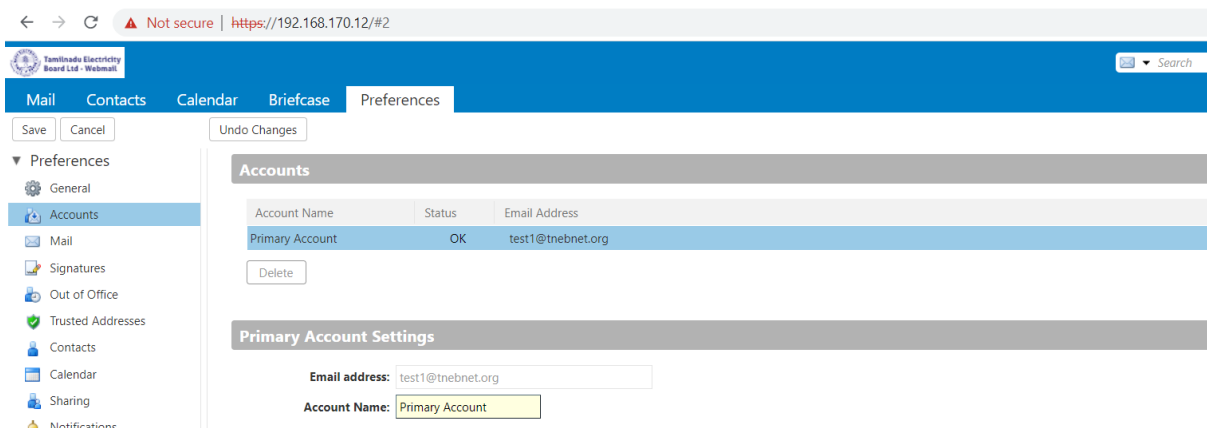 Not secure | https://192.168.170.12/#2
Tamilnadu Electricity
Board Ltd - Webmail
Search
Mail Contacts Calendar Briefcase Preferences
Save Cancel Undo Changes
Preferences
General
Accounts
Mail
Signatures
Out of Office
Trusted Addresses
Contacts
Calendar
Sharing
Notifications
Accounts
Account Name Status Email Address
Primary Account OK test1@tnebnet.org
Delete
Primary Account Settings
Email address: test1@tnebnet.org
Account Name: Primary Account